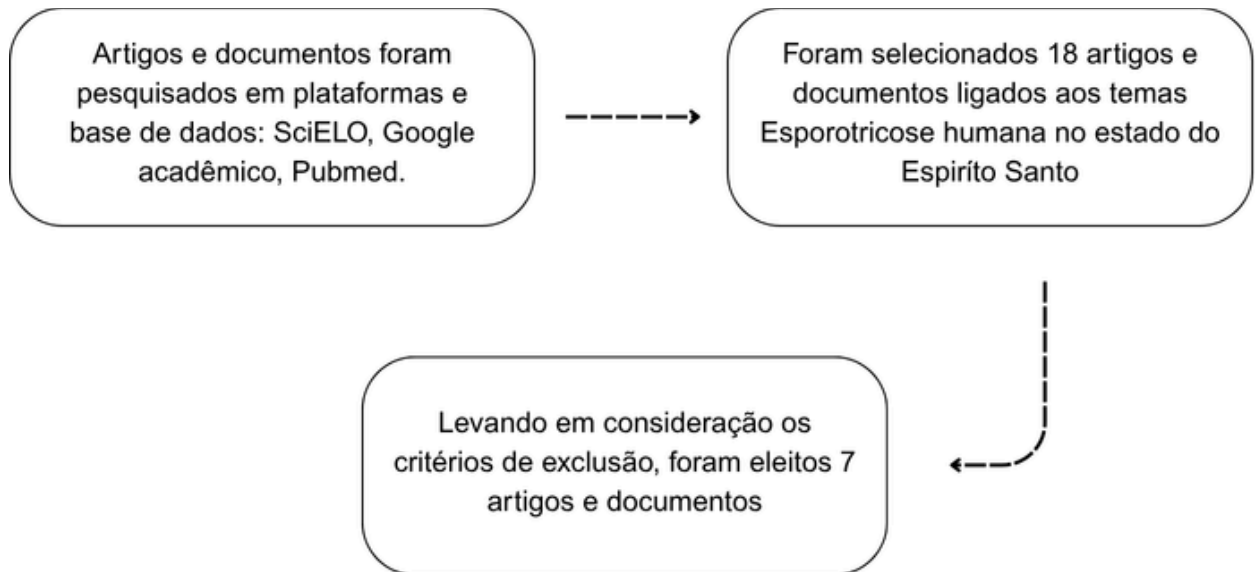 Artigos e documentos foram
pesquisados em plataformas e
base de dados: SciELO, Google
acadêmico, Pubmed.
Foram selecionados 18 artigos e
documentos ligados aos temas
Esporotricose humana no estado do
Espiríto Santo
Levando em consideração os
critérios de exclusão, foram eleitos 7
artigos e documentos